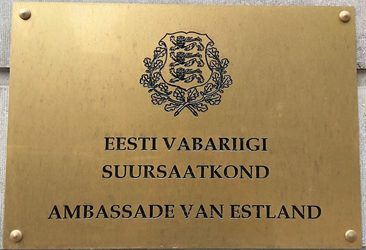 EESTI VABARIIGI
SUURSAATKOND
AMBASSADE VAN ESTLAND